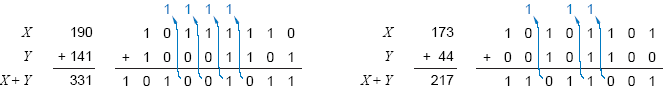 1 1 1 1 1 1 1
X 190 1 0 1 1 1 1 1 0 X 173 1 0 1 0 1 1 0 1
Y + 141 + 1 0 0 0 1 1 0 1 Y + 44 + 0 0 1 0 1 1 0 0
X + Y 331 1 0 1 0 0 1 0 1 1 X + Y 217 1 1 0 1 1 0 0 1